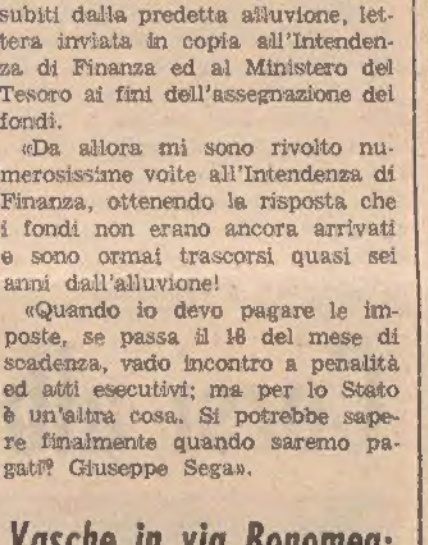 subiti dalla predetta alluvione, let-
tera inviata in copia all'Intenden-
za di Finanza ed al Ministero del
Tesoro ai fini dell'assegnazione dei
fondi.
«Da allora mi sono rivolto nu-
merosissime volte all'Intendenza di
Finanza, ottenendo la risposta che
i fondi non erano ancora arrivati
e sono ormai trascorsi quasi sei
anni dall'alluvione!
«Quando io devo pagare le im-
poste, se passa il 18 del mese di
scadenza, vado incontro a penalità
ed atti esecutivi; ma per lo Stato
è un'altra cosa. Si potrebbe sape-
re finalmente quando saremo pa-
gati? Giuseppe Sega».
Vasche in via Bonomea: